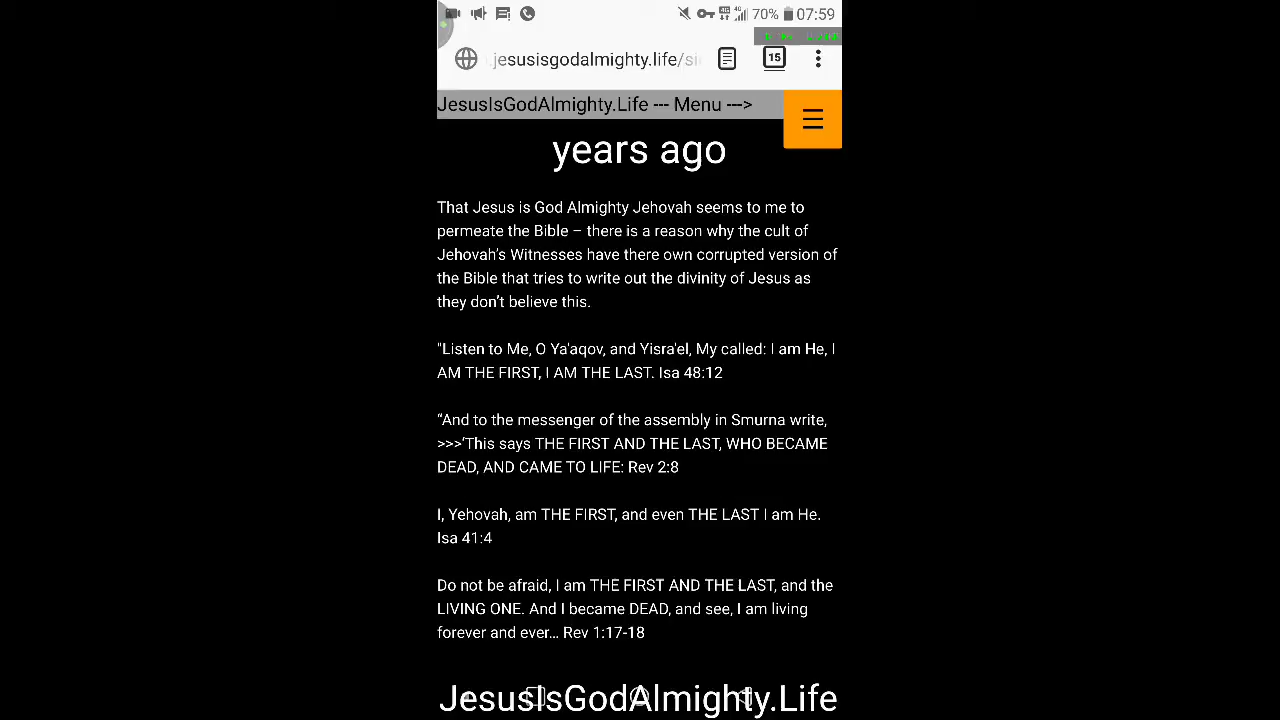 70% 07:59
.jesusisgodalmighty.life/si
15
JesusIsGodAlmighty.Life --- Menu --->
years ago
That Jesus is God Almighty Jehovah seems to me to
permeate the Bible – there is a reason why the cult of
Jehovah’s Witnesses have there own corrupted version of
the Bible that tries to write out the divinity of Jesus as
they don’t believe this.
"Listen to Me, O Ya'aqov, and Yisra'el, My called: I am He, I
AM THE FIRST, I AM THE LAST. Isa 48:12
“And to the messenger of the assembly in Smurna write,
>>>‘This says THE FIRST AND THE LAST, WHO BECAME
DEAD, AND CAME TO LIFE: Rev 2:8
I, Yehovah, am THE FIRST, and even THE LAST I am He.
Isa 41:4
Do not be afraid, I am THE FIRST AND THE LAST, and the
LIVING ONE. And I became DEAD, and see, I am living
forever and ever… Rev 1:17-18
JesusIsGodAlmighty.Life